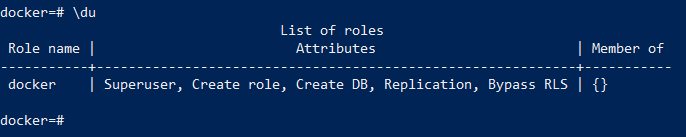 docker=# \du
List of roles
Role name | Attributes | Member of
-----------+------------------------------------------------------------+-----------
docker | Superuser, Create role, Create DB, Replication, Bypass RLS | {}
docker=#